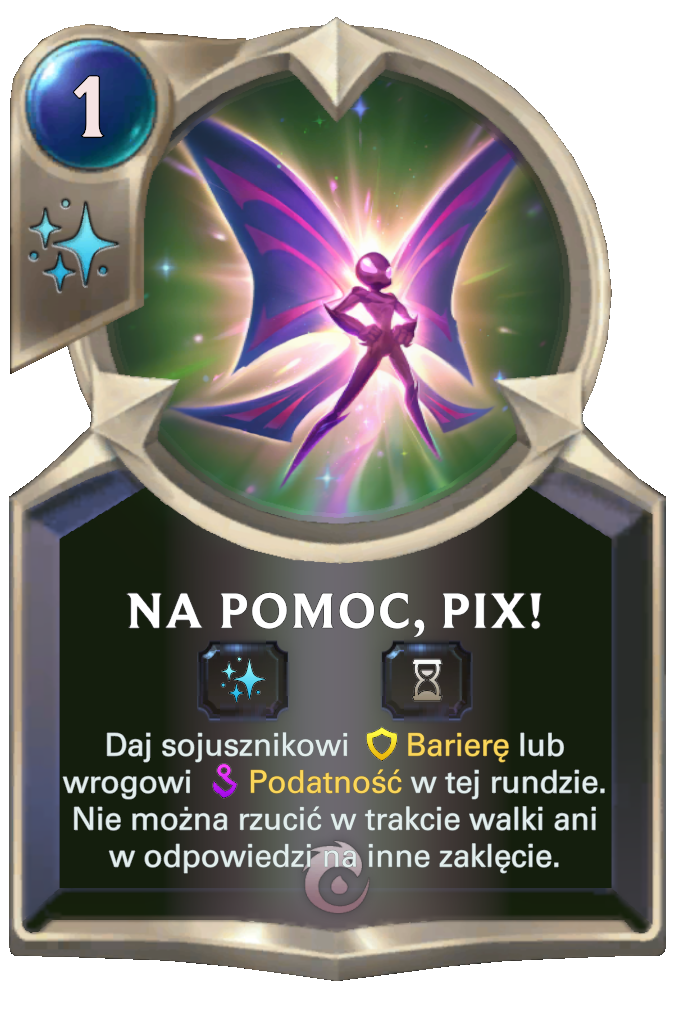 1
NA POMOC, PIX!
Daj sojusznikowi Barierę lub
wrogowi Podatność w tej rundzie.
Nie można rzucić w trakcie walki ani
w odpowiedzi na inne zaklęcie.